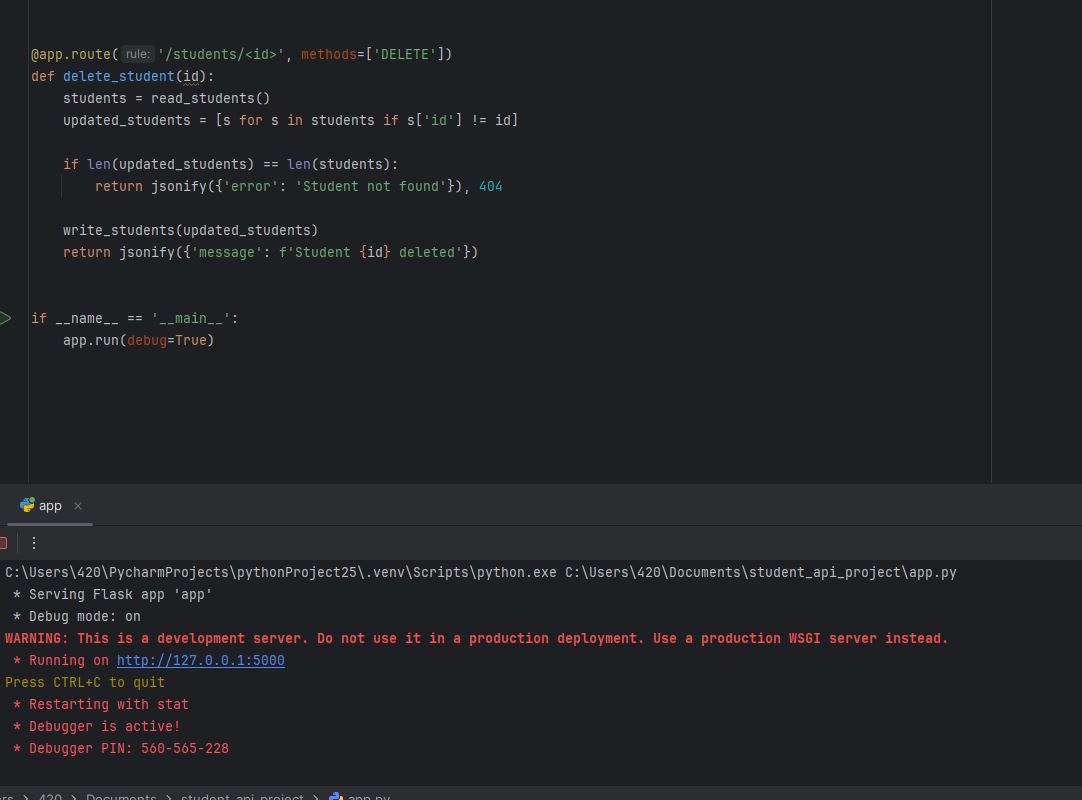 @app.route( rule: '/students/<id>', methods=['DELETE'])
def delete_student(id):
    students = read_students()
    updated_students = [s for s in students if s['id'] != id]
    if len(updated_students) == len(students):
        return jsonify({'error': 'Student not found'}), 404
    write_students(updated_students)
    return jsonify({'message': f'Student {id} deleted'})
if __name__ == '__main__':
    app.run(debug=True)
app ×
C:\Users\420\PycharmProjects\pythonProject25\.venv\Scripts\python.exe C:\Users\420\Documents\student_api_project\app.py
 * Serving Flask app 'app'
 * Debug mode: on
WARNING: This is a development server. Do not use it in a production deployment. Use a production WSGI server instead.
 * Running on http://127.0.0.1:5000
Press CTRL+C to quit
 * Restarting with stat
 * Debugger is active!
 * Debugger PIN: 560-565-228
rs > 420 > Documents > student_api_project > app.py